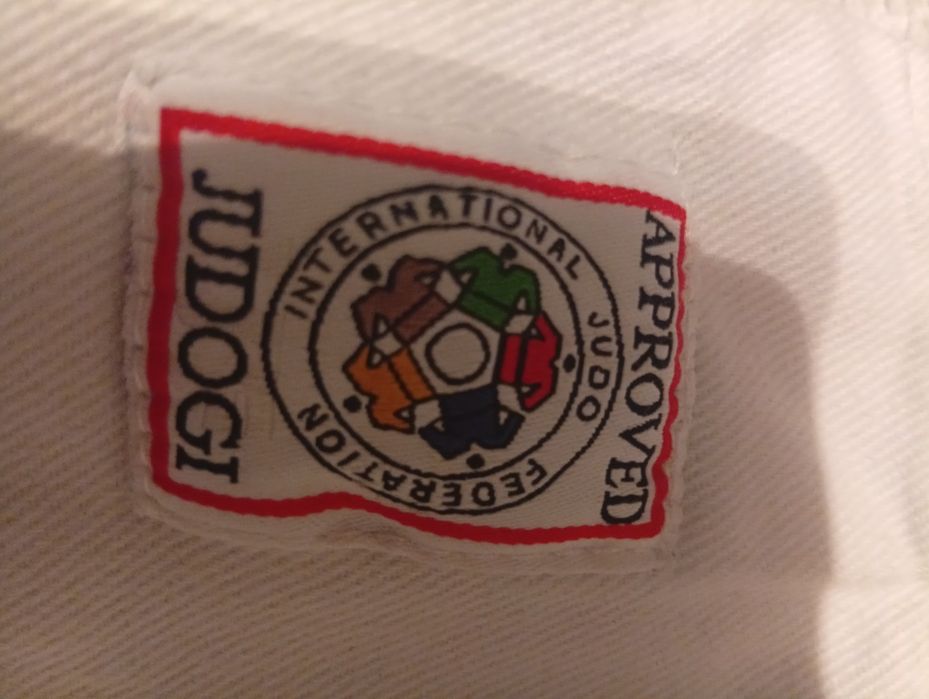 APPROVED
INTERNATIONAL JUDO FEDERATION
JUDOGI